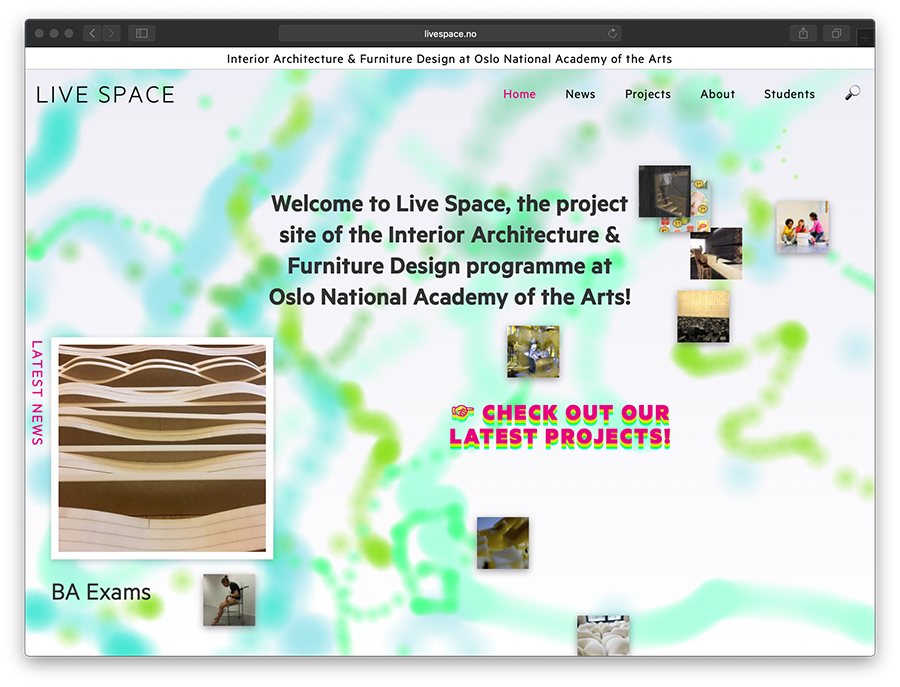 livespace.no
Interior Architecture & Furniture Design at Oslo National Academy of the Arts
LIVE SPACE
Home News Projects About Students
Welcome to Live Space, the project
site of the Interior Architecture &
Furniture Design programme at
Oslo National Academy of the Arts!
LATEST NEWS
CHECK OUT OUR
LATEST PROJECTS!
BA Exams